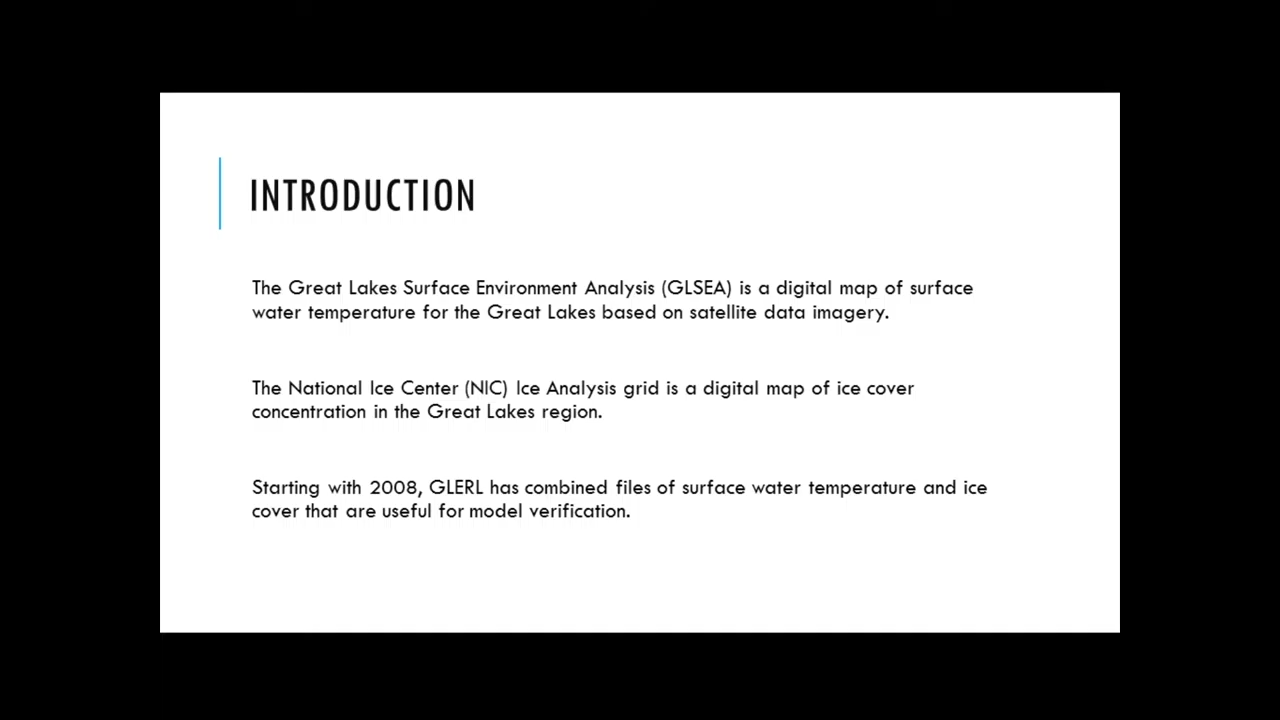 INTRODUCTION
The Great Lakes Surface Environment Analysis (GLSEA) is a digital map of surface
water temperature for the Great Lakes based on satellite data imagery.
The National Ice Center (NIC) Ice Analysis grid is a digital map of ice cover
concentration in the Great Lakes region.
Starting with 2008, GLERL has combined files of surface water temperature and ice
cover that are useful for model verification.